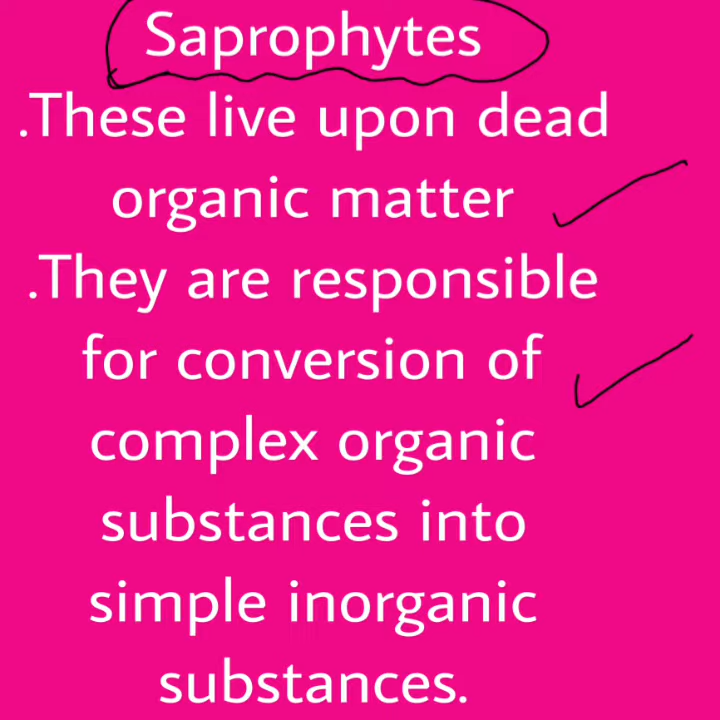 Saprophytes
.These live upon dead
organic matter
.They are responsible
for conversion of
complex organic
substances into
simple inorganic
substances.